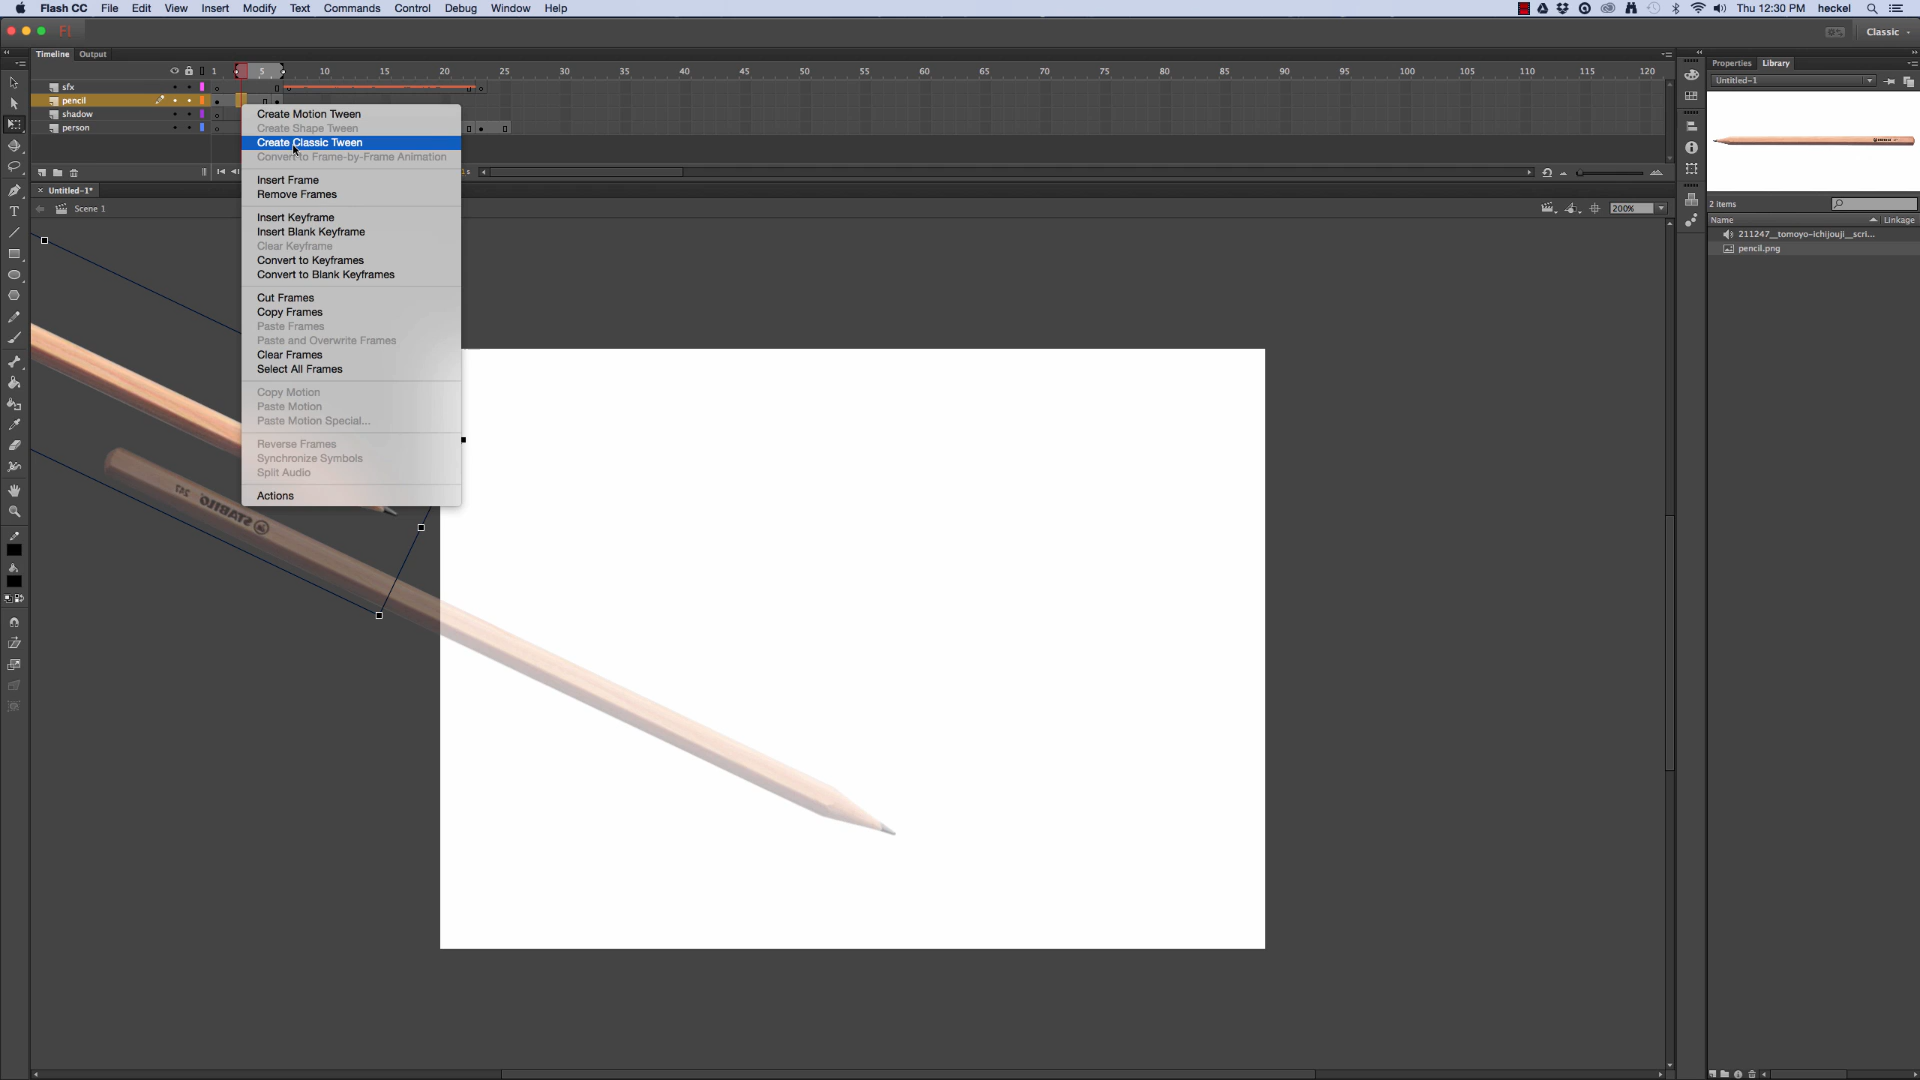 Flash CC File Edit View Insert Modify Text Commands Control Debug Window Help Thu 12:30 PM heckel
Fl Classic
Timeline Output Properties Library
1 5 10 15 20 25 30 35 40 45 50 55 60 65 70 75 80 85 90 95 100 105 110 115 120
Untitled-1
sfx
pencil
shadow
person
Create Motion Tween
Create Shape Tween
Create Classic Tween
Convert to Frame-by-Frame Animation
Insert Frame
Remove Frames
Insert Keyframe
Insert Blank Keyframe
Clear Keyframe
Convert to Keyframes
Convert to Blank Keyframes
Cut Frames
Copy Frames
Paste Frames
Paste and Overwrite Frames
Clear Frames
Select All Frames
Copy Motion
Paste Motion
Paste Motion Special...
Reverse Frames
Synchronize Symbols
Split Audio
Actions
Untitled-1*
Scene 1
200%
2 items
Name Linkage
211247__tomoyo-ichijouji__scri...
pencil.png
STABILO